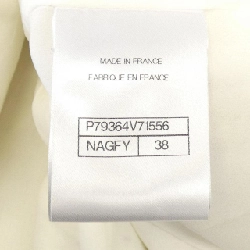 MADE IN FRANCE
FABRIQUE EN FRANCE
P79364V71556
NAGFY 38